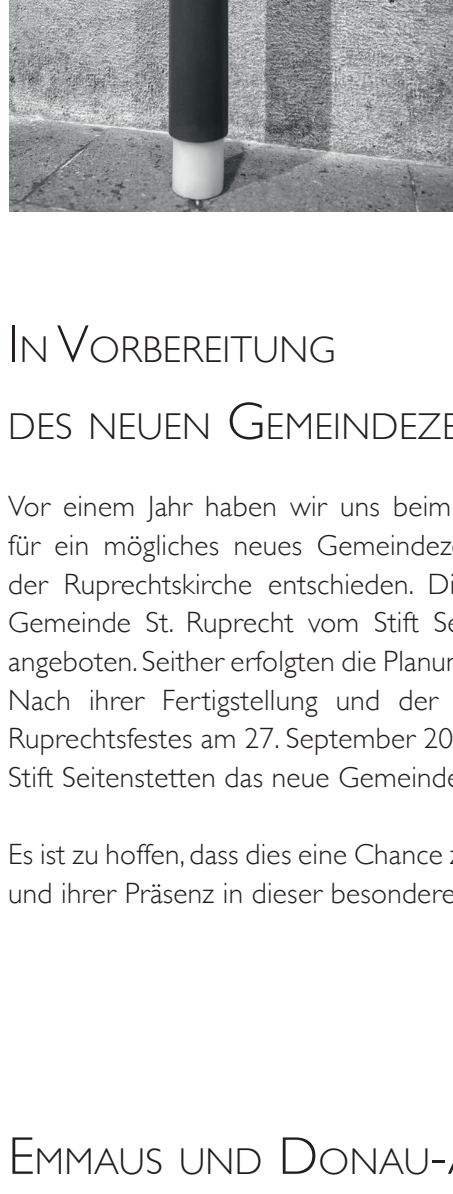 In Vorbereitung
des neuen Gemeindeze
Vor einem Jahr haben wir uns beim
für ein mögliches neues Gemeindeze
der Ruprechtskirche entschieden. Di
Gemeinde St. Ruprecht vom Stift Se
angeboten. Seither erfolgten die Planun
Nach ihrer Fertigstellung und der
Ruprechtsfestes am 27. September 20
Stift Seitenstetten das neue Gemeinde
Es ist zu hoffen, dass dies eine Chance z
und ihrer Präsenz in dieser besondere
Emmaus und Donau-A